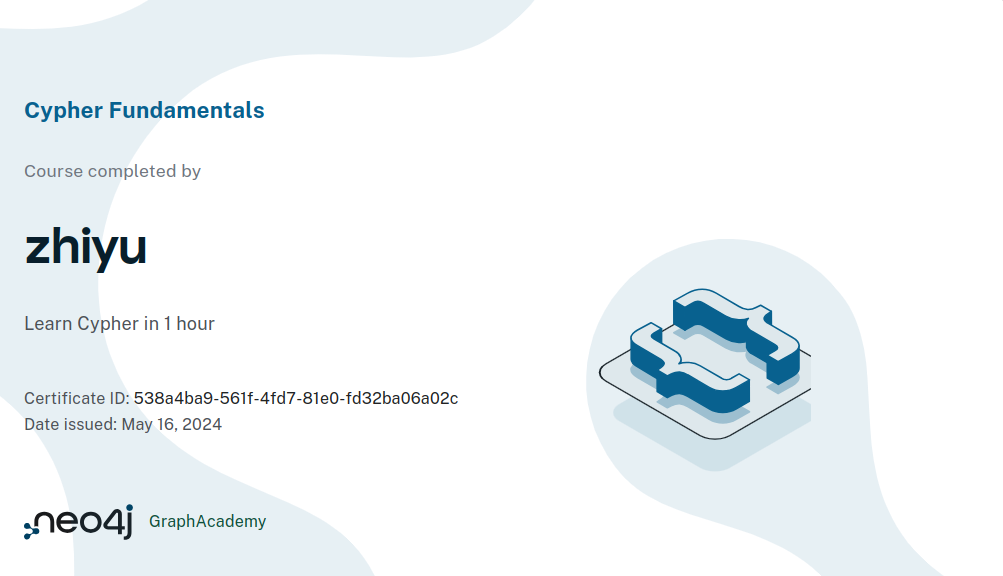 Cypher Fundamentals
Course completed by
zhiyu
Learn Cypher in 1 hour
Certificate ID: 538a4ba9-561f-4fd7-81e0-fd32ba06a02c
Date issued: May 16, 2024
neo4j GraphAcademy